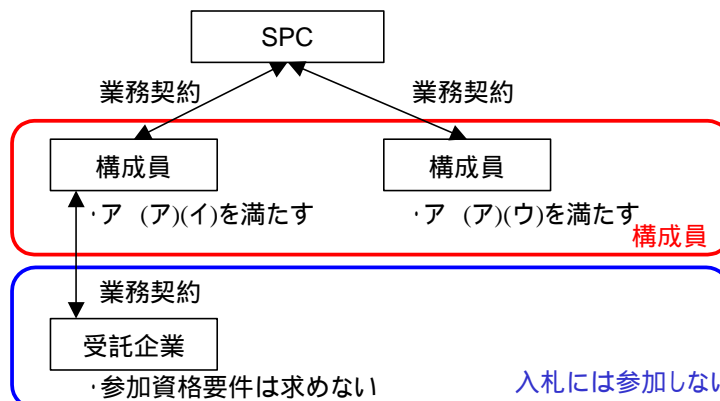 SPC
業務契約
業務契約
構成員
構成員
・ア (ア)(イ)を満たす
・ア (ア)(ウ)を満たす
構成員
業務契約
受託企業
・参加資格要件は求めない
入札には参加しない